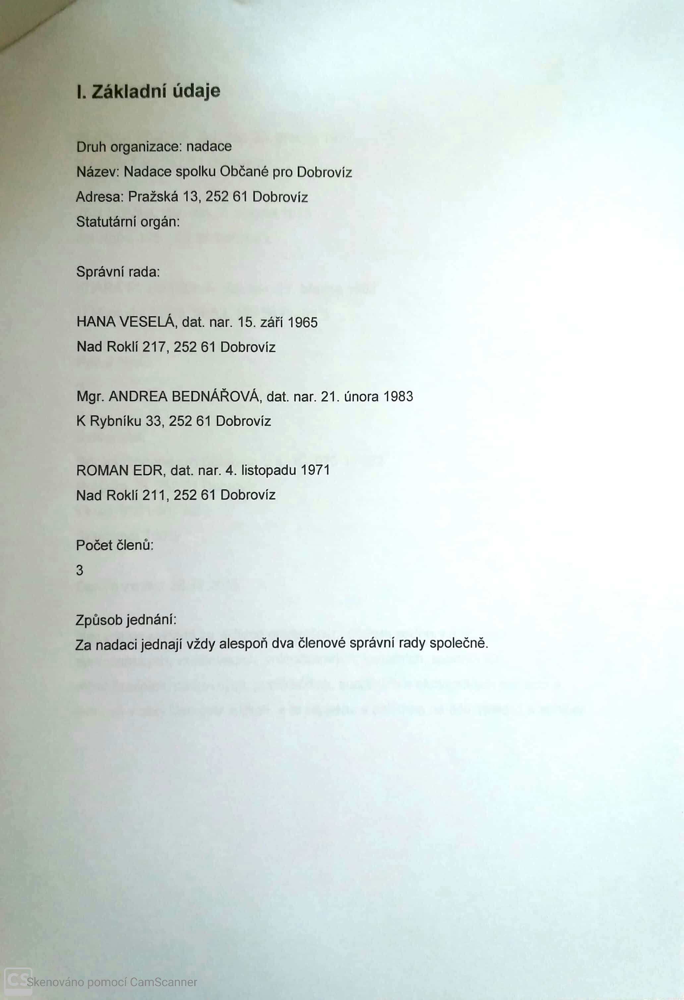 I. Základní údaje
Druh organizace: nadace
Název: Nadace spolku Občané pro Dobrovíz
Adresa: Pražská 13, 252 61 Dobrovíz
Statutární orgán:
Správní rada:
HANA VESELÁ, dat. nar. 15. září 1965
Nad Roklí 217, 252 61 Dobrovíz
Mgr. ANDREA BEDNÁŘOVÁ, dat. nar. 21. února 1983
K Rybníku 33, 252 61 Dobrovíz
ROMAN EDR, dat. nar. 4. listopadu 1971
Nad Roklí 211, 252 61 Dobrovíz
Počet členů:
3
Způsob jednání:
Za nadaci jednají vždy alespoň dva členové správní rady společně.
CS Skenováno pomocí CamScanner